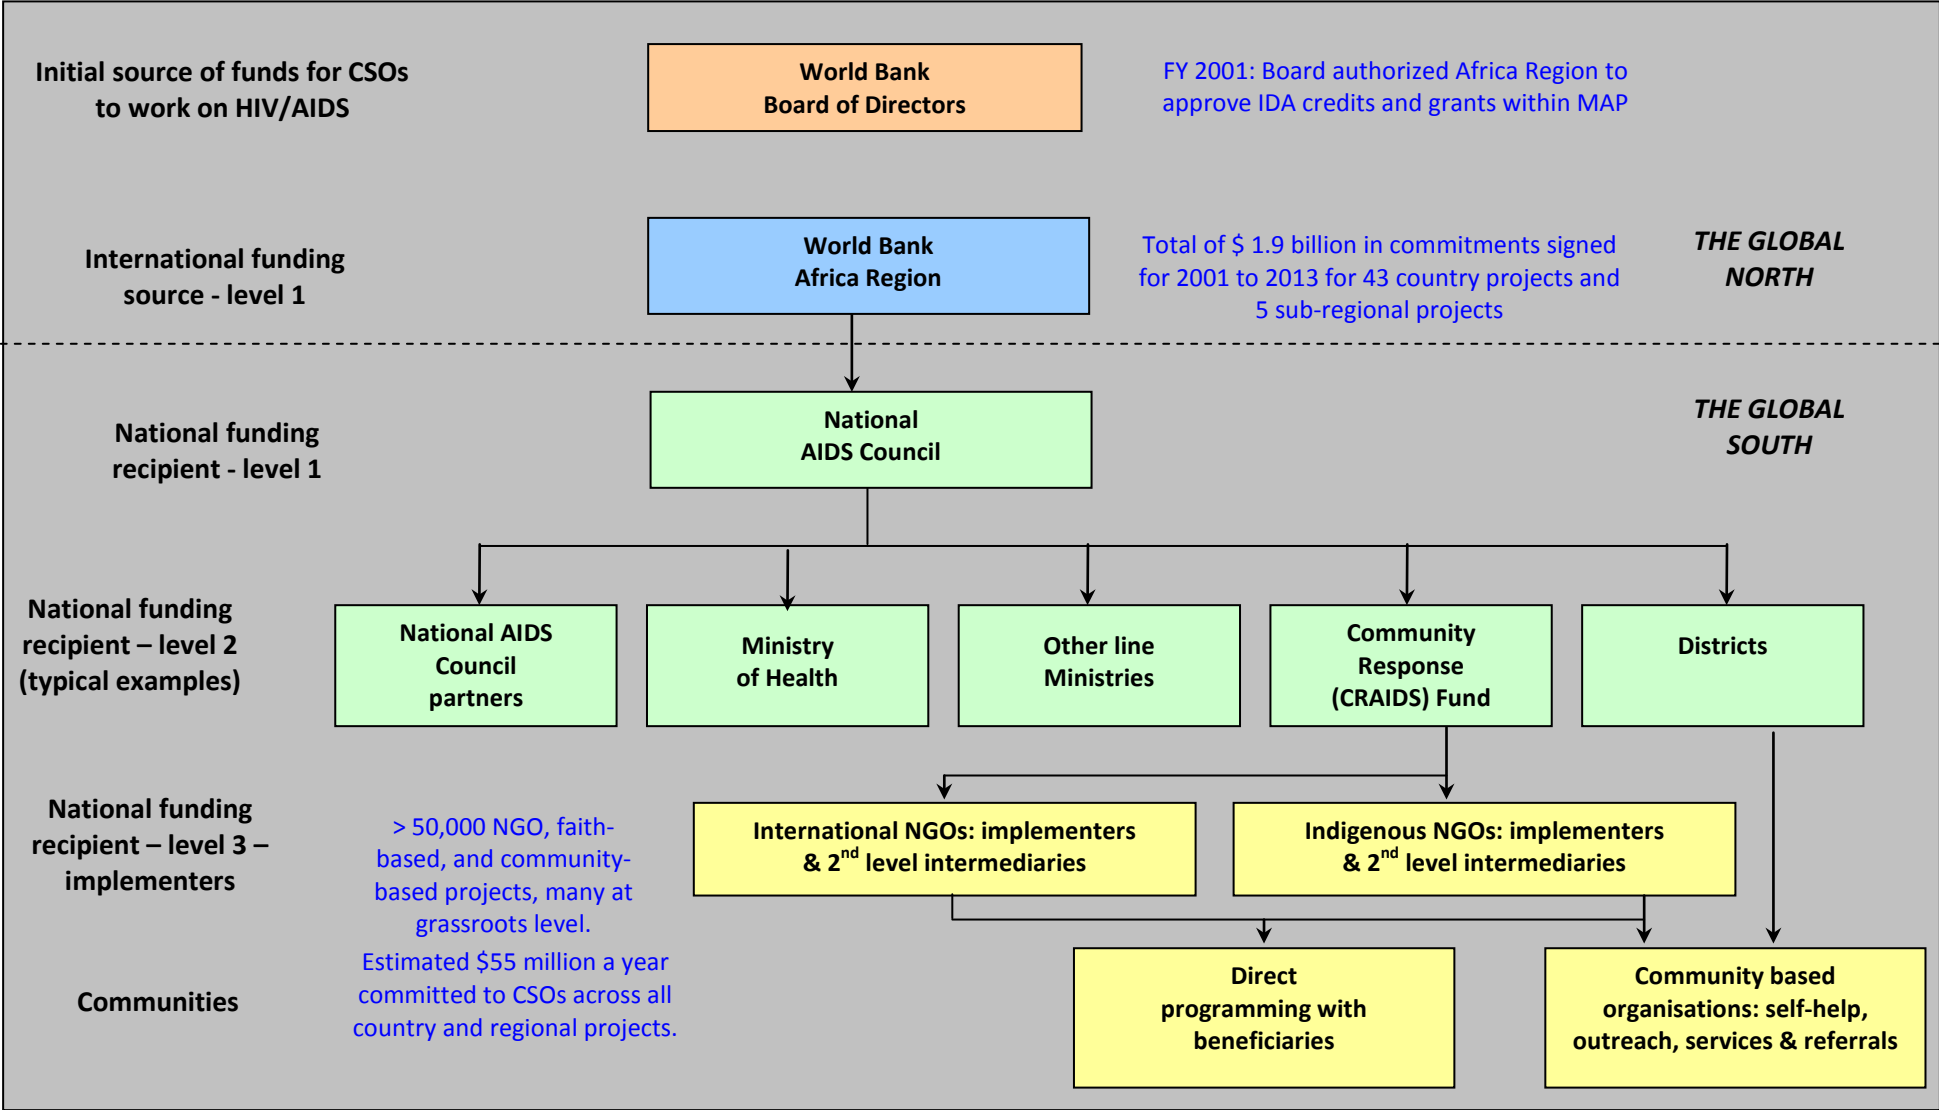 Initial source of funds for CSOs
to work on HIV/AIDS
World Bank
Board of Directors
FY 2001: Board authorized Africa Region to
approve IDA credits and grants within MAP
International funding
source - level 1
World Bank
Africa Region
Total of $ 1.9 billion in commitments signed
for 2001 to 2013 for 43 country projects and
5 sub-regional projects
THE GLOBAL
NORTH
National funding
recipient - level 1
National
AIDS Council
THE GLOBAL
SOUTH
National funding
recipient – level 2
(typical examples)
National AIDS
Council
partners
Ministry
of Health
Other line
Ministries
Community
Response
(CRAIDS) Fund
Districts
National funding
recipient – level 3 –
implementers
> 50,000 NGO, faith-
based, and community-
based projects, many at
grassroots level.
Estimated $55 million a year
committed to CSOs across all
country and regional projects.
International NGOs: implementers
& 2nd level intermediaries
Indigenous NGOs: implementers
& 2nd level intermediaries
Communities
Direct
programming with
beneficiaries
Community based
organisations: self-help,
outreach, services & referrals